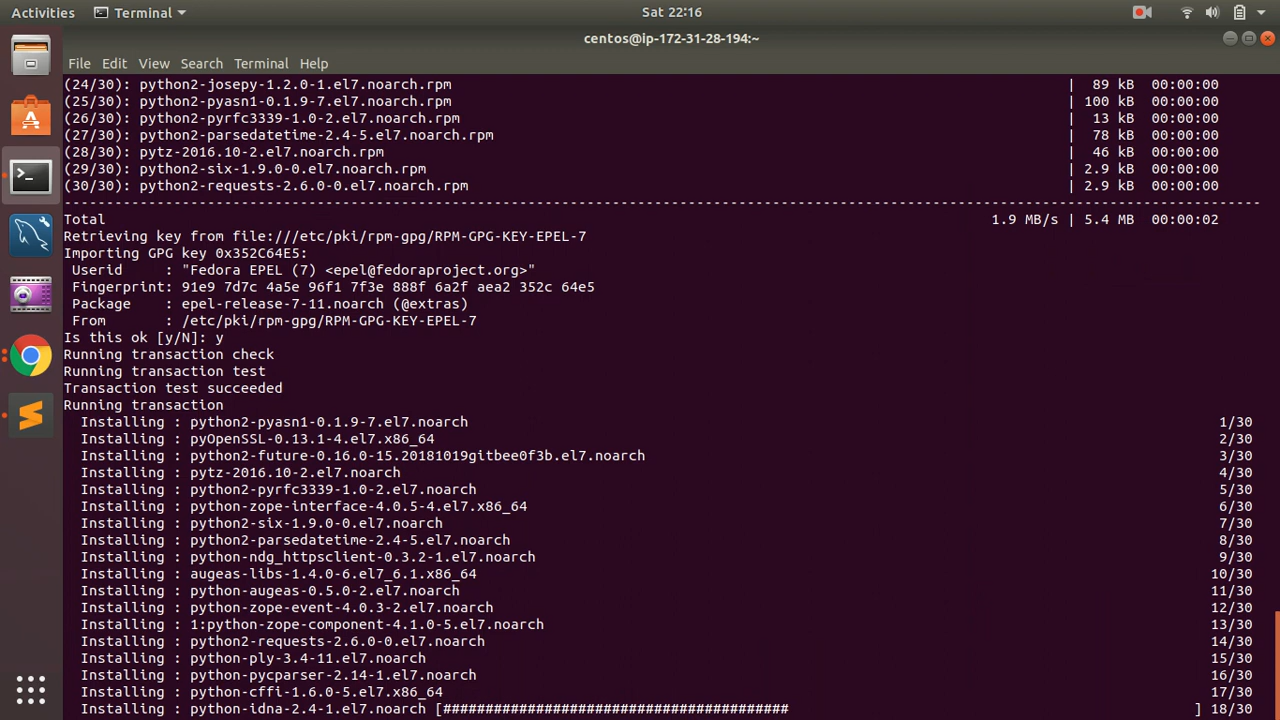 Activities Terminal Sat 22:16
centos@ip-172-31-28-194:~
File Edit View Search Terminal Help
(24/30): python2-josepy-1.2.0-1.el7.noarch.rpm | 89 kB 00:00:00
(25/30): python2-pyasn1-0.1.9-7.el7.noarch.rpm | 100 kB 00:00:00
(26/30): python2-pyrfc3339-1.0-2.el7.noarch.rpm | 13 kB 00:00:00
(27/30): python2-parsedatetime-2.4-5.el7.noarch.rpm | 78 kB 00:00:00
(28/30): pytz-2016.10-2.el7.noarch.rpm | 46 kB 00:00:00
(29/30): python2-six-1.9.0-0.el7.noarch.rpm | 2.9 kB 00:00:00
(30/30): python2-requests-2.6.0-0.el7.noarch.rpm | 2.9 kB 00:00:00
--------------------------------------------------------------------------------------------------------------------------------------------
Total 1.9 MB/s | 5.4 MB 00:00:02
Retrieving key from file:///etc/pki/rpm-gpg/RPM-GPG-KEY-EPEL-7
Importing GPG key 0x352C64E5:
Userid : "Fedora EPEL (7) <epel@fedoraproject.org>"
Fingerprint: 91e9 7d7c 4a5e 96f1 7f3e 888f 6a2f aea2 352c 64e5
Package : epel-release-7-11.noarch (@extras)
From : /etc/pki/rpm-gpg/RPM-GPG-KEY-EPEL-7
Is this ok [y/N]: y
Running transaction check
Running transaction test
Transaction test succeeded
Running transaction
Installing : python2-pyasn1-0.1.9-7.el7.noarch 1/30
Installing : pyOpenSSL-0.13.1-4.el7.x86_64 2/30
Installing : python2-future-0.16.0-15.20181019gitbee0f3b.el7.noarch 3/30
Installing : pytz-2016.10-2.el7.noarch 4/30
Installing : python2-pyrfc3339-1.0-2.el7.noarch 5/30
Installing : python-zope-interface-4.0.5-4.el7.x86_64 6/30
Installing : python2-six-1.9.0-0.el7.noarch 7/30
Installing : python2-parsedatetime-2.4-5.el7.noarch 8/30
Installing : python-ndg_httpsclient-0.3.2-1.el7.noarch 9/30
Installing : augeas-libs-1.4.0-6.el7_6.1.x86_64 10/30
Installing : python-augeas-0.5.0-2.el7.noarch 11/30
Installing : python-zope-event-4.0.3-2.el7.noarch 12/30
Installing : 1:python-zope-component-4.1.0-5.el7.noarch 13/30
Installing : python2-requests-2.6.0-0.el7.noarch 14/30
Installing : python-ply-3.4-11.el7.noarch 15/30
Installing : python-pycparser-2.14-1.el7.noarch 16/30
Installing : python-cffi-1.6.0-5.el7.x86_64 17/30
Installing : python-idna-2.4-1.el7.noarch [######################################### ] 18/30